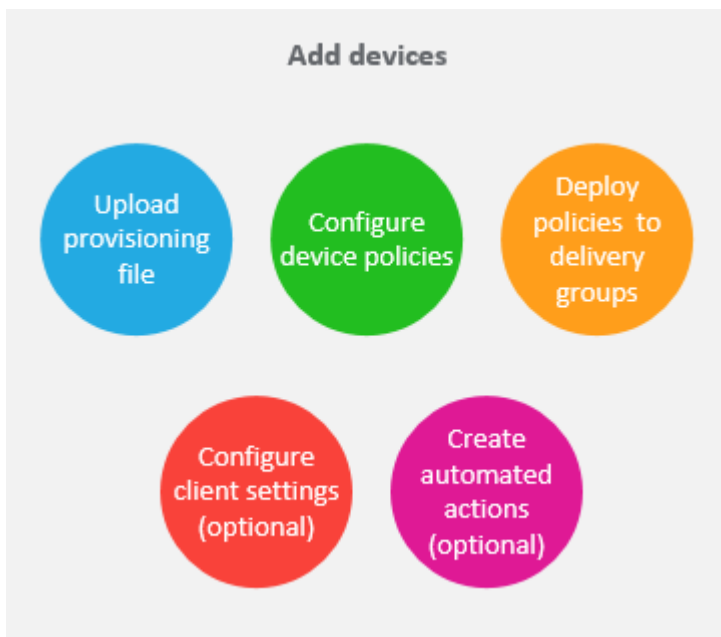 Add devices
Upload
provisioning
file
Configure
device policies
Deploy
policies to
delivery
groups
Configure
client settings
(optional)
Create
automated
actions
(optional)